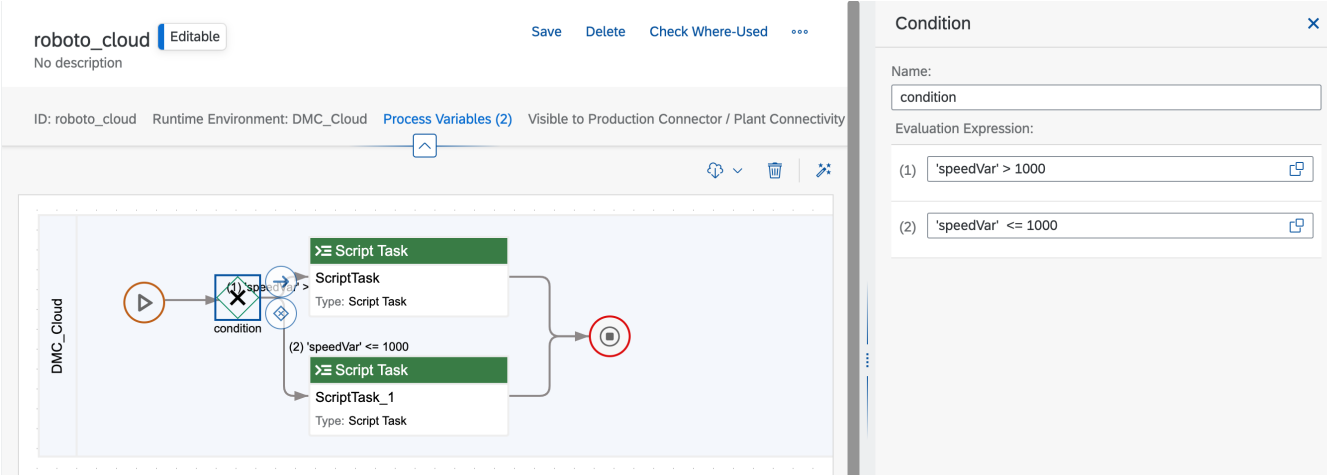 roboto_cloud Editable
No description
Save Delete Check Where-Used
ID: roboto_cloud Runtime Environment: DMC_Cloud Process Variables (2) Visible to Production Connector / Plant Connectivity
DMC_Cloud
condition
(1) 'speedVar' >
(2) 'speedVar' <= 1000
Script Task
ScriptTask
Type: Script Task
Script Task
ScriptTask_1
Type: Script Task
Condition
Name:
condition
Evaluation Expression:
(1) 'speedVar' > 1000
(2) 'speedVar' <= 1000